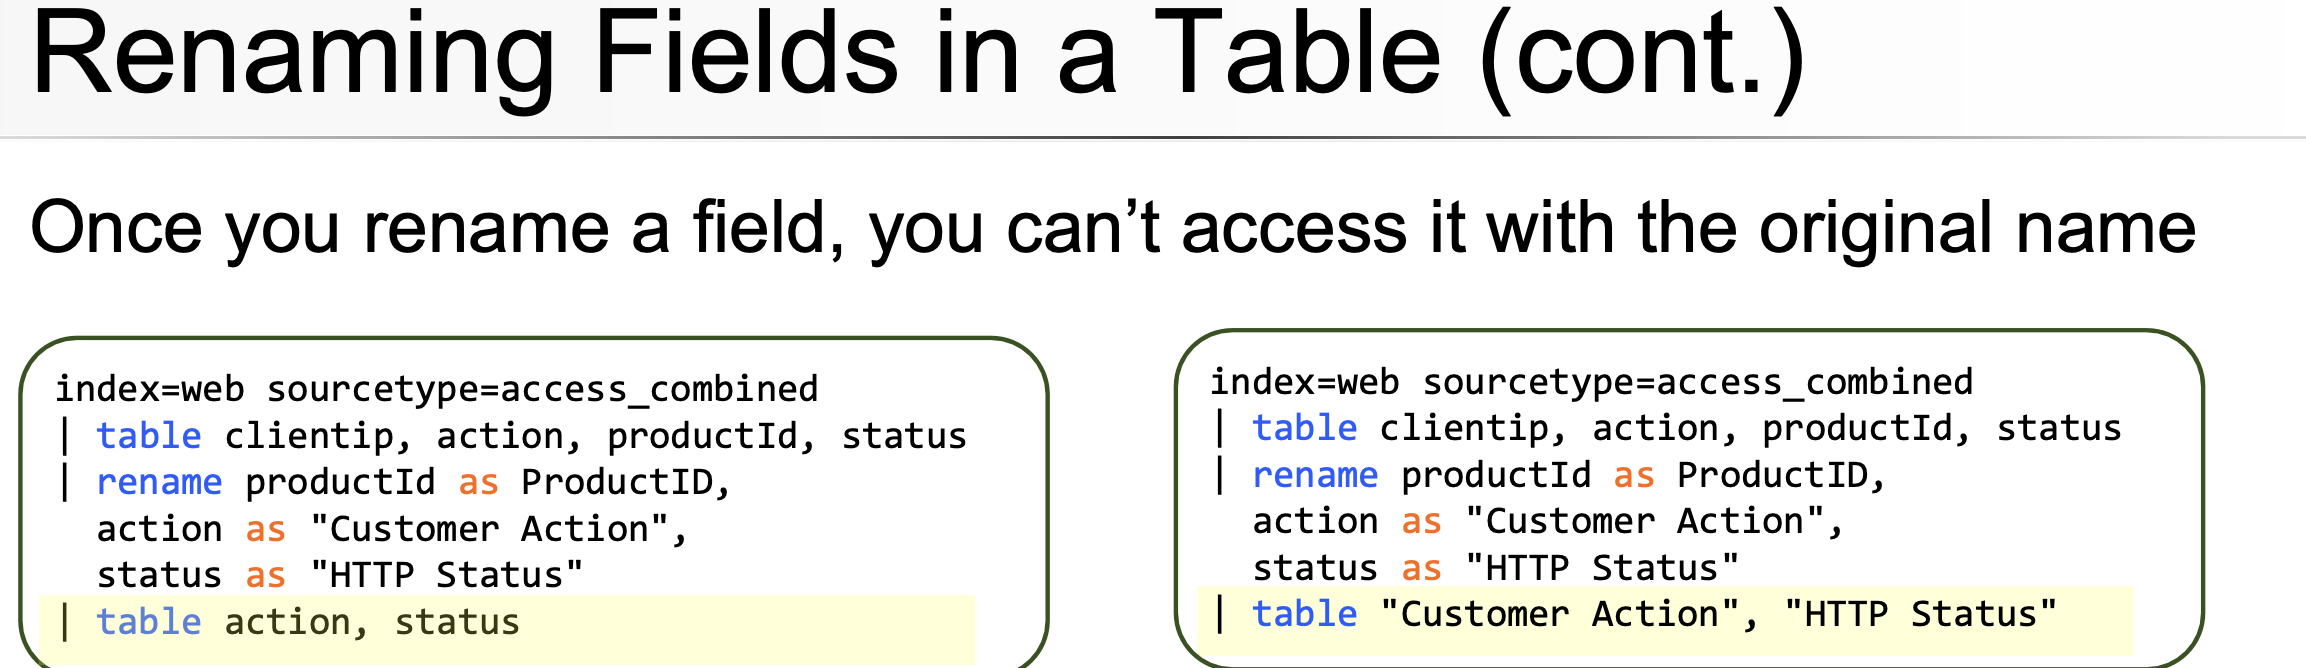 Renaming Fields in a Table (cont.)
Once you rename a field, you can’t access it with the original name
index=web sourcetype=access_combined
| table clientip, action, productId, status
| rename productId as ProductID,
action as "Customer Action",
status as "HTTP Status"
| table action, status
index=web sourcetype=access_combined
| table clientip, action, productId, status
| rename productId as ProductID,
action as "Customer Action",
status as "HTTP Status"
| table "Customer Action", "HTTP Status"